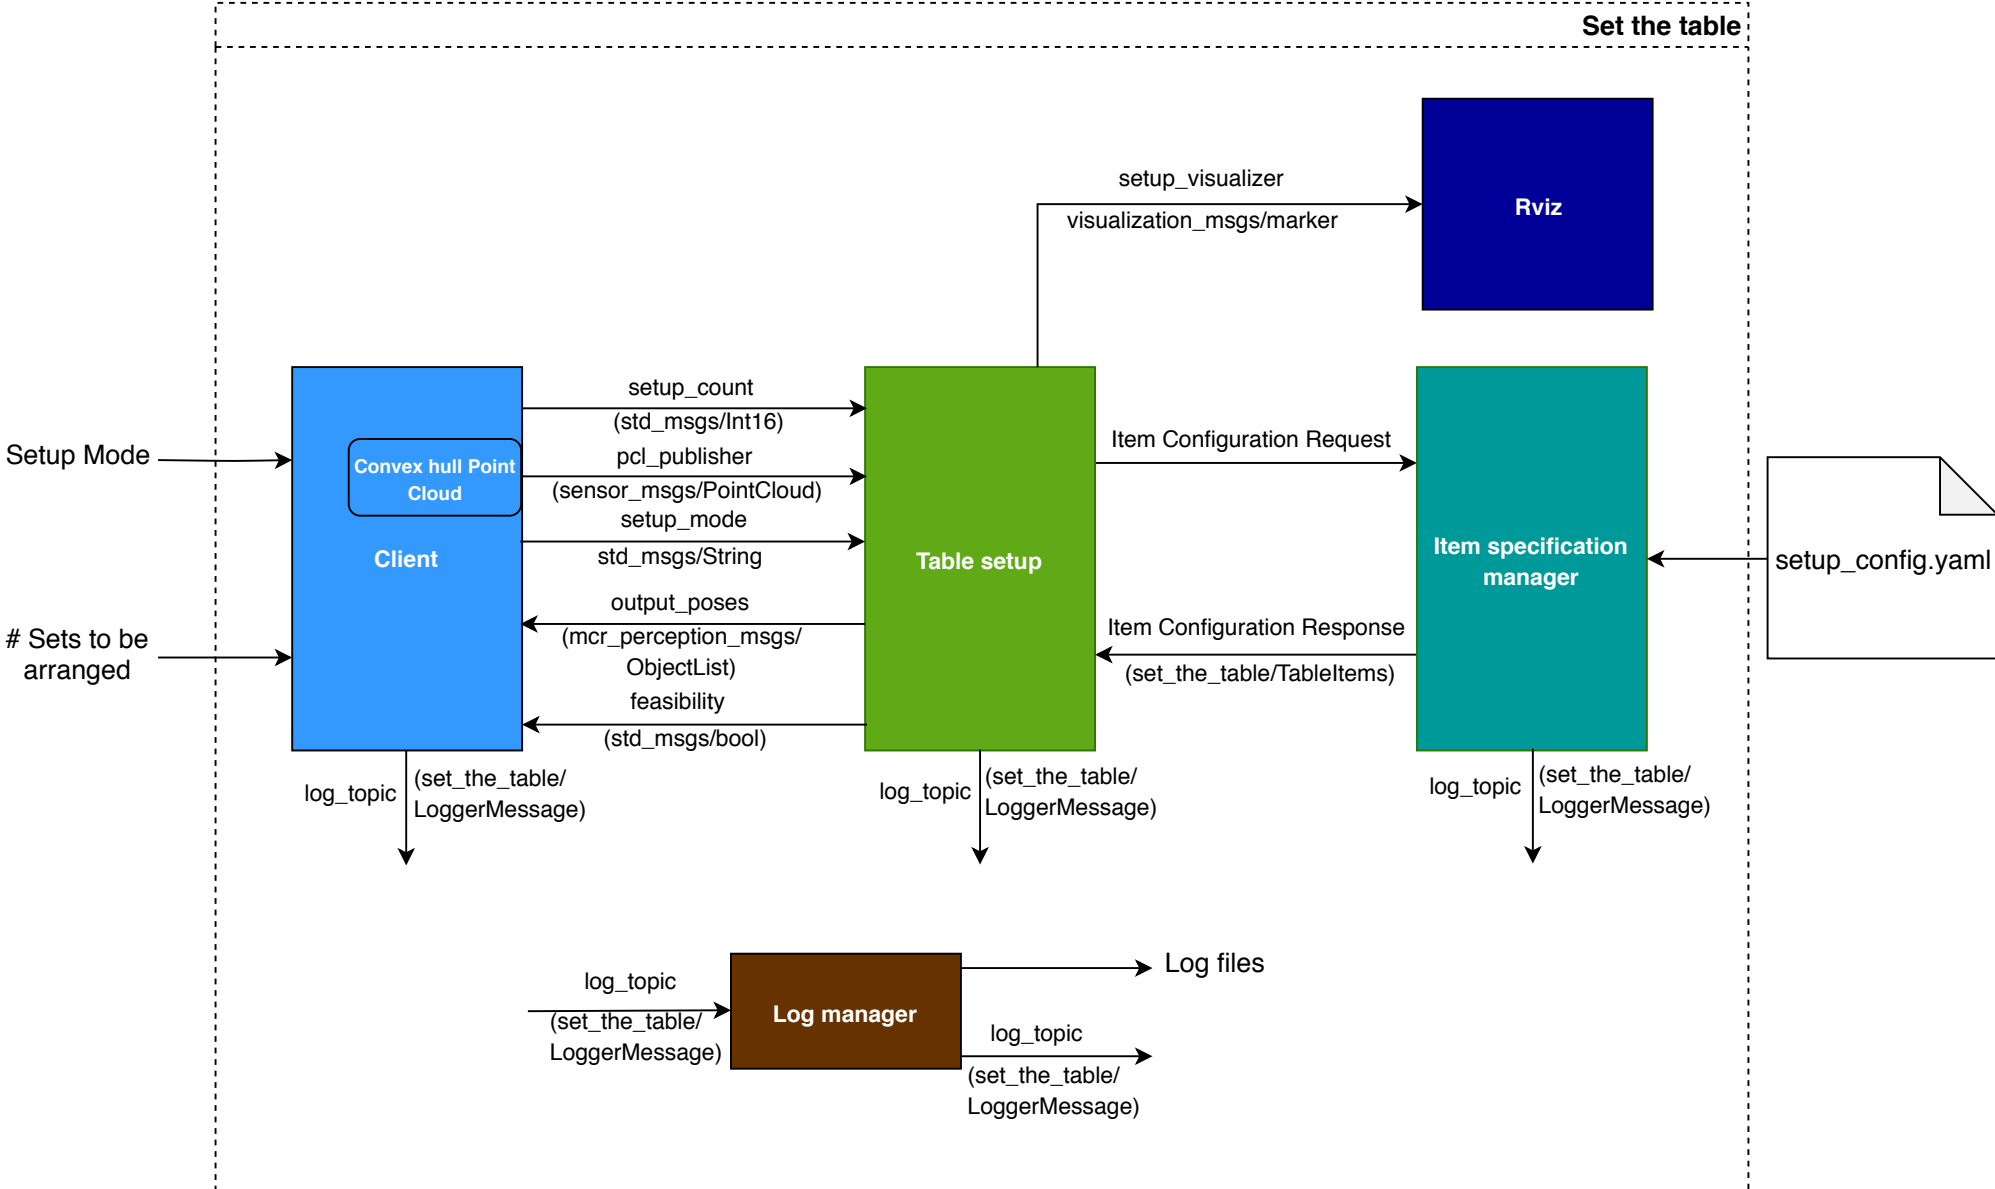 Set the table
setup_visualizer
visualization_msgs/marker
Rviz
Setup Mode
# Sets to be
arranged
Convex hull Point
Cloud
Client
setup_count
(std_msgs/Int16)
pcl_publisher
(sensor_msgs/PointCloud)
setup_mode
std_msgs/String
output_poses
(mcr_perception_msgs/
ObjectList)
feasibility
(std_msgs/bool)
Table setup
Item Configuration Request
Item Configuration Response
(set_the_table/TableItems)
Item specification
manager
setup_config.yaml
log_topic
(set_the_table/
LoggerMessage)
log_topic
(set_the_table/
LoggerMessage)
log_topic
(set_the_table/
LoggerMessage)
log_topic
(set_the_table/
LoggerMessage)
Log manager
Log files
log_topic
(set_the_table/
LoggerMessage)